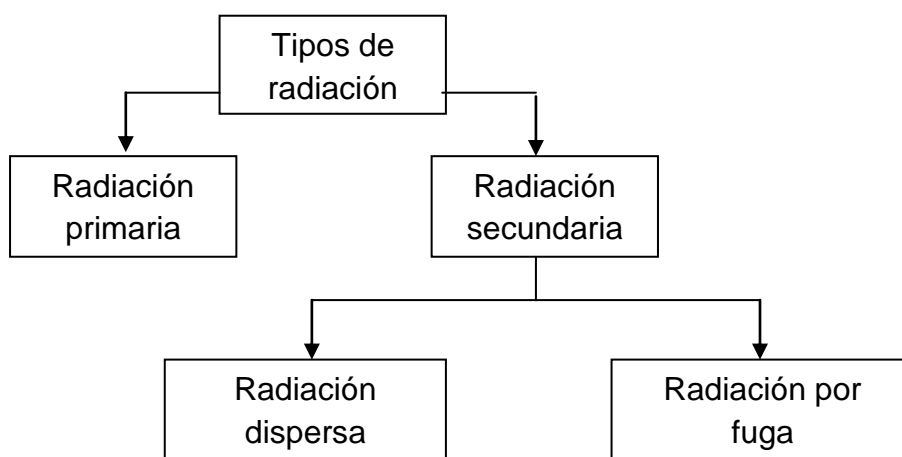 Tipos de
radiación
Radiación
primaria
Radiación
secundaria
Radiación
dispersa
Radiación por
fuga